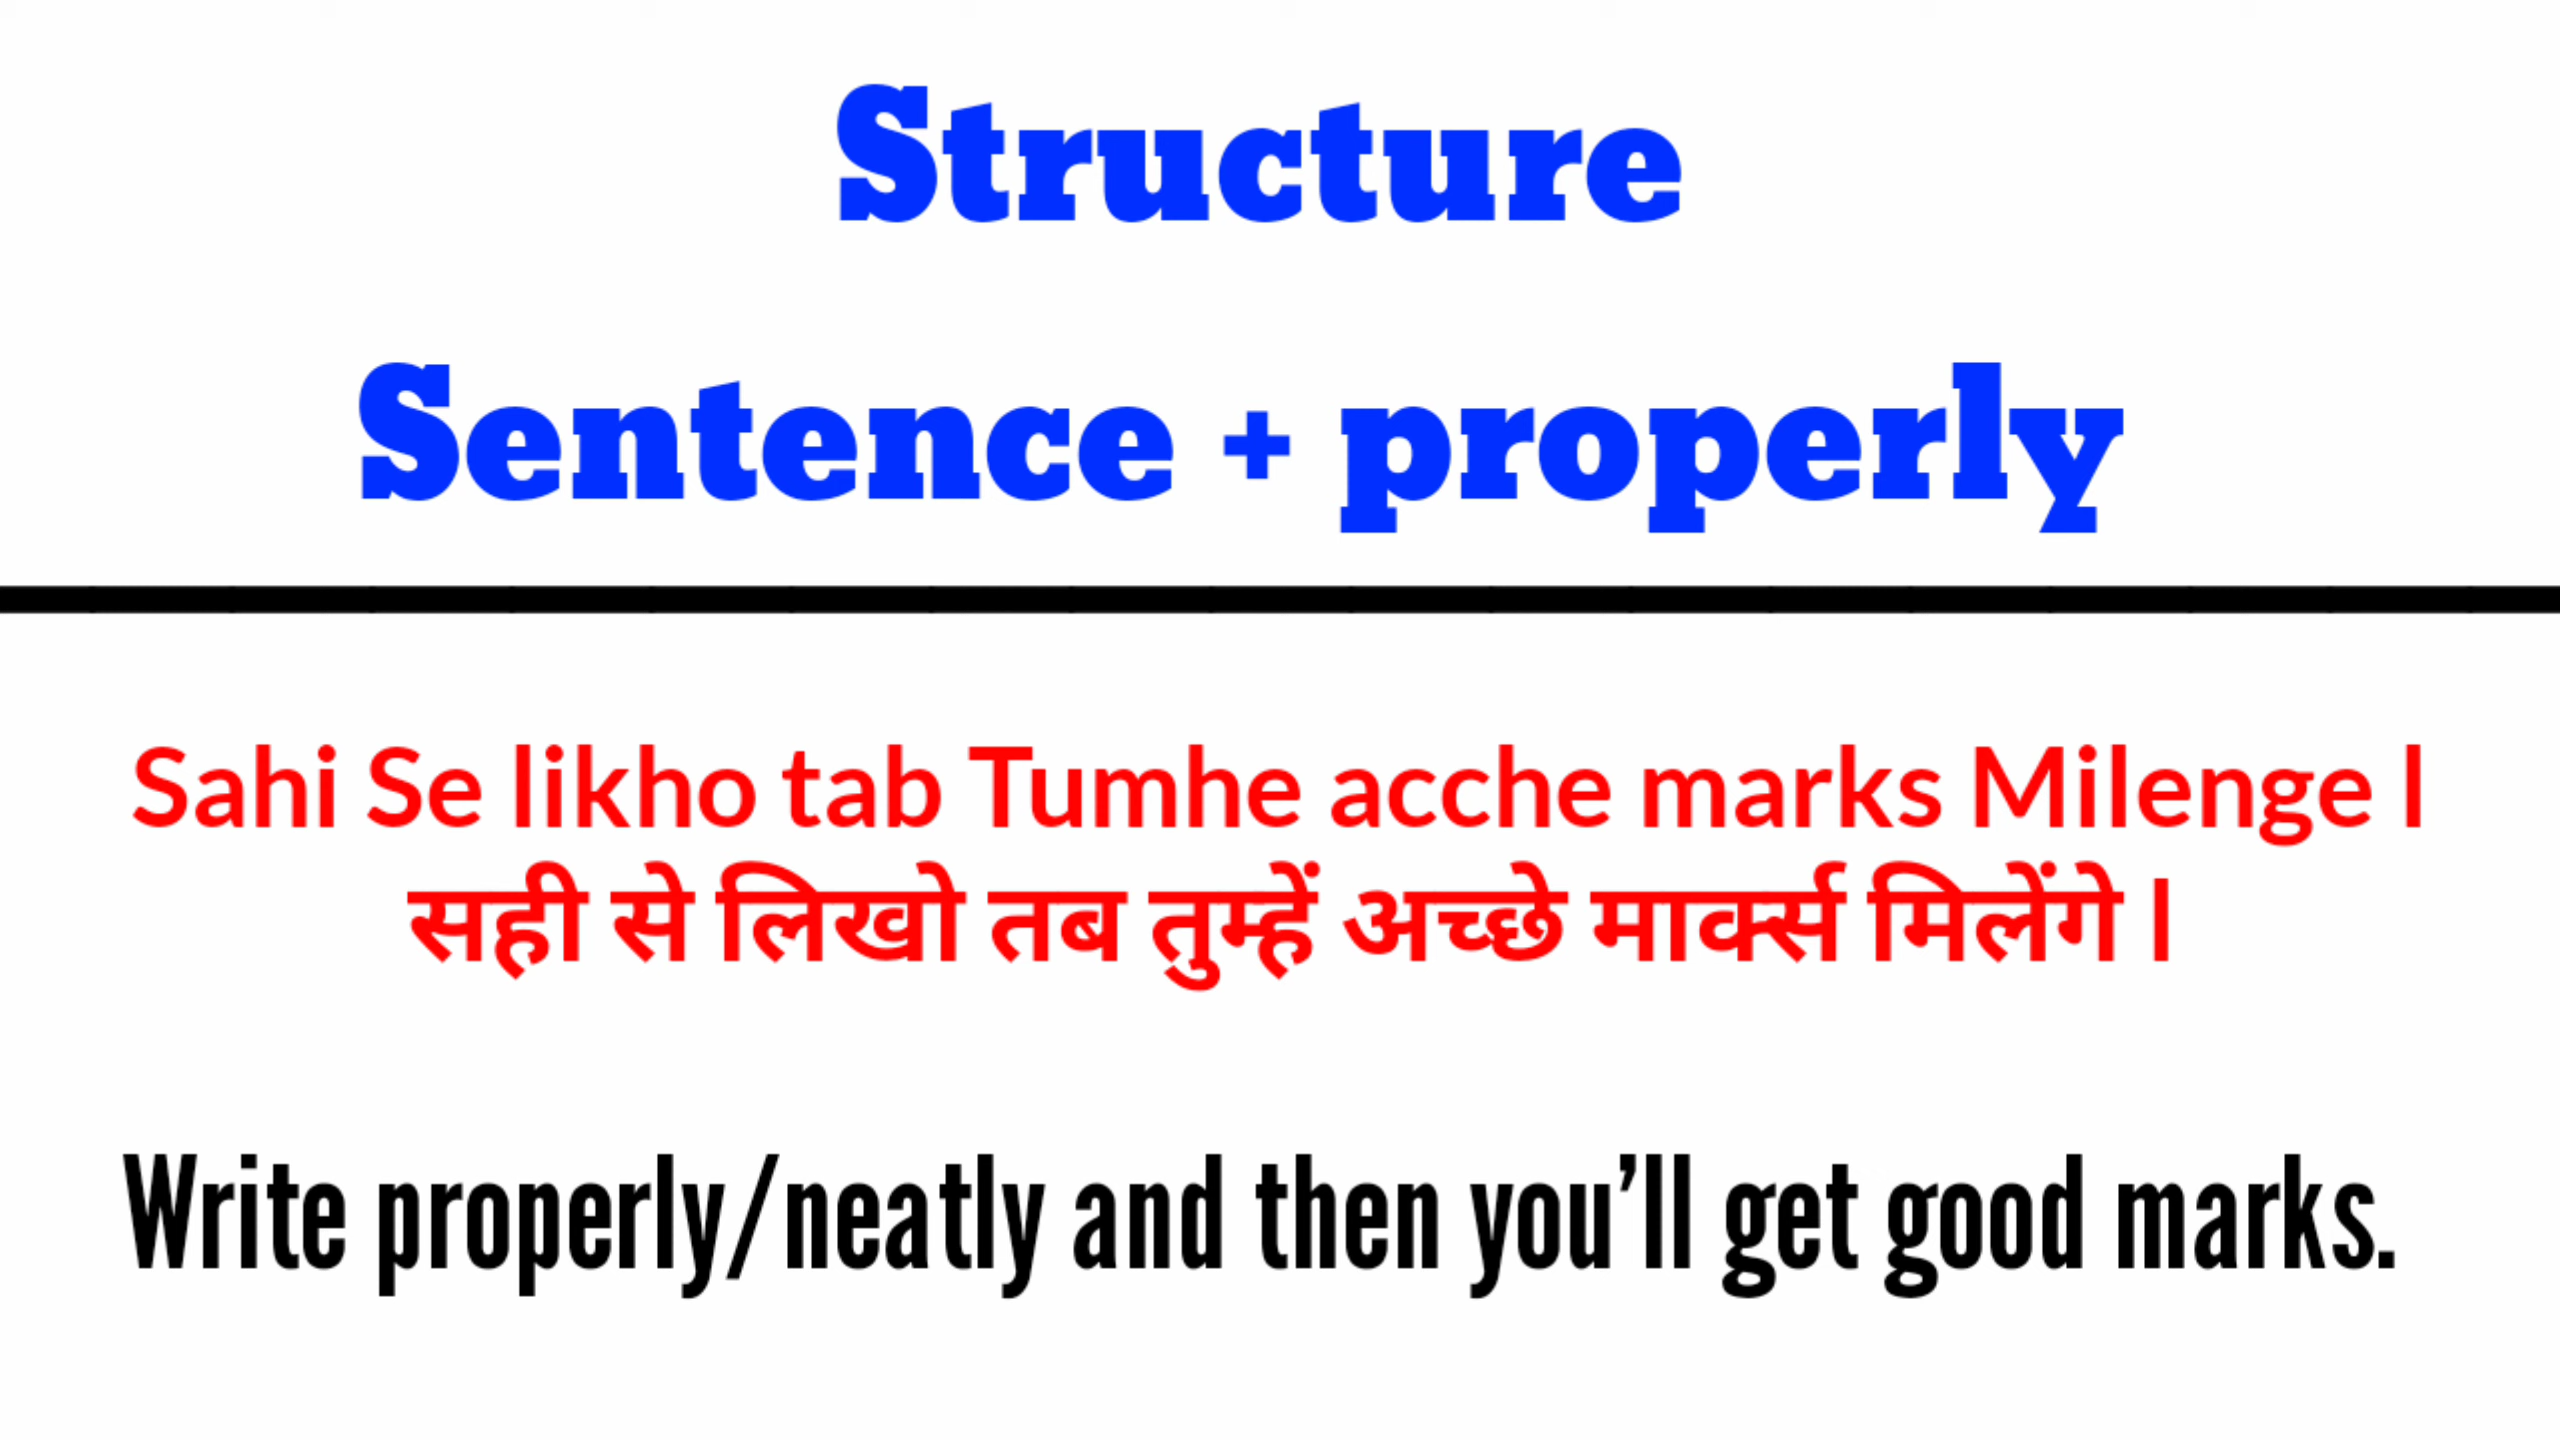 Structure
Sentence + properly
Sahi Se likho tab Tumhe acche marks Milenge l
सही से लिखो तब तुम्हें अच्छे मार्क्स मिलेंगे l
Write properly/neatly and then you’ll get good marks.